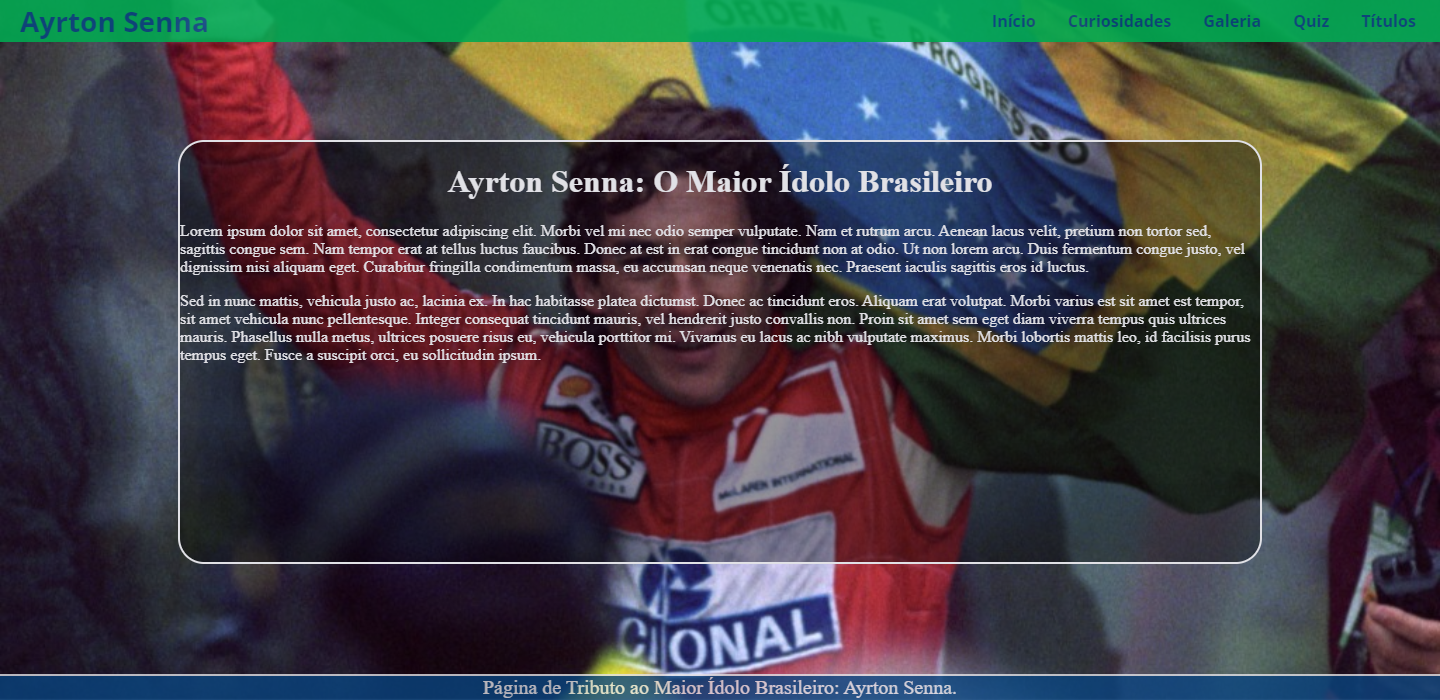 Ayrton Senna
Início Curiosidades Galeria Quiz Títulos
ORDEM E PROGRESSO
Ayrton Senna: O Maior Ídolo Brasileiro
Lorem ipsum dolor sit amet, consectetur adipiscing elit. Morbi vel mi nec odio semper vulputate. Nam et rutrum arcu. Aenean lacus velit, pretium non tortor sed,
sagittis congue sem. Nam tempor erat at tellus luctus faucibus. Donec at est in erat congue tincidunt non at odio. Ut non lorem arcu. Duis fermentum congue justo, vel
dignissim nisi aliquam eget. Curabitur fringilla condimentum massa, eu accumsan neque venenatis nec. Praesent iaculis sagittis eros id luctus.
Sed in nunc mattis, vehicula justo ac, lacinia ex. In hac habitasse platea dictumst. Donec ac tincidunt eros. Aliquam erat volutpat. Morbi varius est sit amet est tempor,
sit amet vehicula nunc pellentesque. Integer consequat tincidunt mauris, vel hendrerit justo convallis non. Proin sit amet sem eget diam viverra tempus quis ultrices
mauris. Phasellus nulla metus, ultrices posuere risus eu, vehicula porttitor mi. Vivamus eu lacus ac nibh vulputate maximus. Morbi lobortis mattis leo, id facilisis purus
tempus eget. Fusce a suscipit orci, eu sollicitudin ipsum.
BOSS
McLAREN INTERNATIONAL
CIONAL
Página de Tributo ao Maior Ídolo Brasileiro: Ayrton Senna.